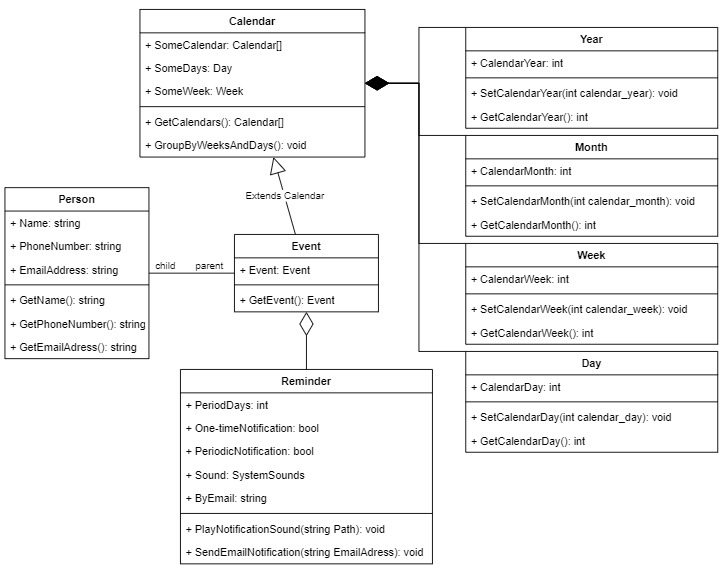 Calendar
+ SomeCalendar: Calendar[]
+ SomeDays: Day
+ SomeWeek: Week
+ GetCalendars(): Calendar[]
+ GroupByWeeksAndDays(): void
Year
+ CalendarYear: int
+ SetCalendarYear(int calendar_year): void
+ GetCalendarYear(): int
Month
+ CalendarMonth: int
+ SetCalendarMonth(int calendar_month): void
+ GetCalendarMonth(): int
Week
+ CalendarWeek: int
+ SetCalendarWeek(int calendar_week): void
+ GetCalendarWeek(): int
Day
+ CalendarDay: int
+ SetCalendarDay(int calendar_day): void
+ GetCalendarDay(): int
Extends Calendar
Person
+ Name: string
+ PhoneNumber: string
+ EmailAddress: string
+ GetName(): string
+ GetPhoneNumber(): string
+ GetEmailAdress(): string
child
parent
Event
+ Event: Event
+ GetEvent(): Event
Reminder
+ PeriodDays: int
+ One-timeNotification: bool
+ PeriodicNotification: bool
+ Sound: SystemSounds
+ ByEmail: string
+ PlayNotificationSound(string Path): void
+ SendEmailNotification(string EmailAdress): void